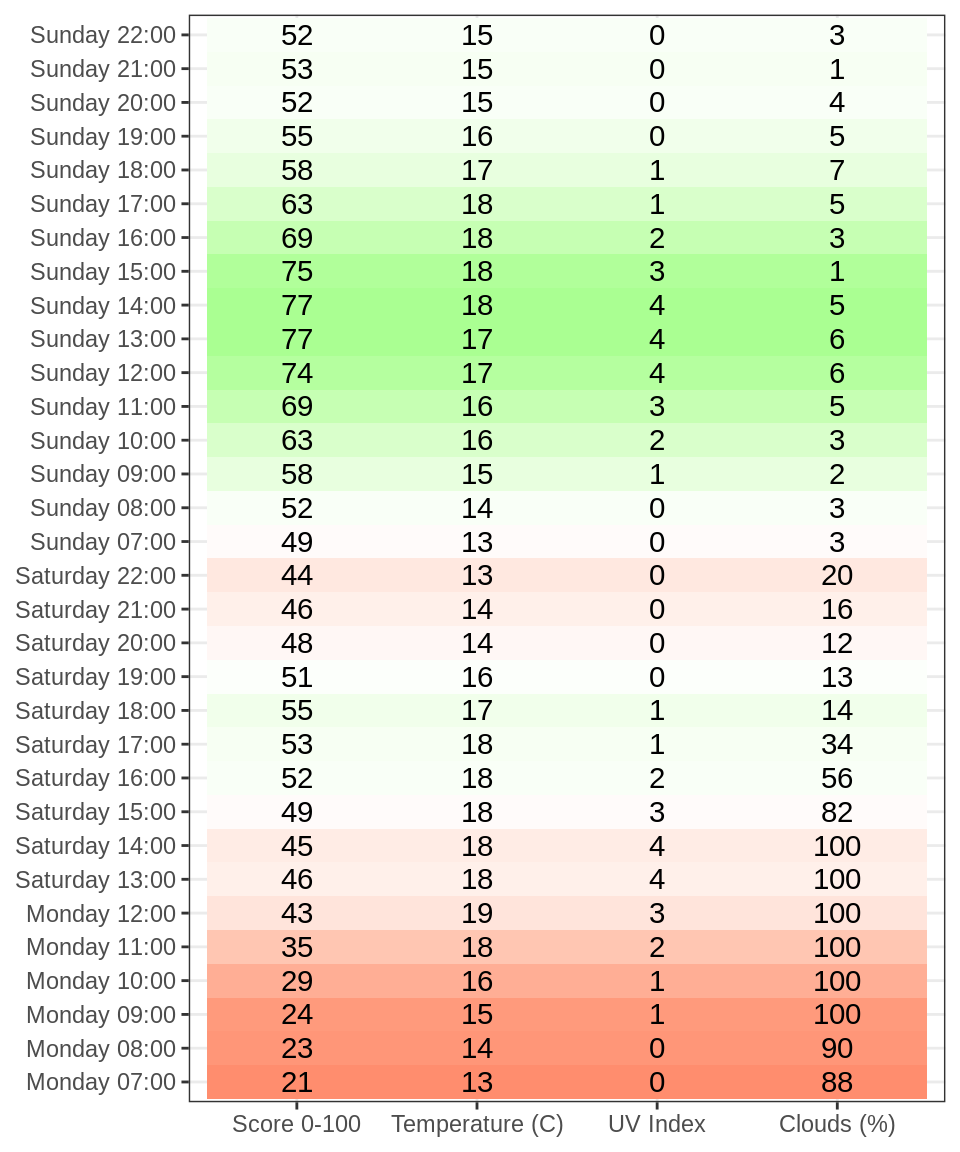 Sunday 22:00 52 15 0 3
Sunday 21:00 53 15 0 1
Sunday 20:00 52 15 0 4
Sunday 19:00 55 16 0 5
Sunday 18:00 58 17 1 7
Sunday 17:00 63 18 1 5
Sunday 16:00 69 18 2 3
Sunday 15:00 75 18 3 1
Sunday 14:00 77 18 4 5
Sunday 13:00 77 17 4 6
Sunday 12:00 74 17 4 6
Sunday 11:00 69 16 3 5
Sunday 10:00 63 16 2 3
Sunday 09:00 58 15 1 2
Sunday 08:00 52 14 0 3
Sunday 07:00 49 13 0 3
Saturday 22:00 44 13 0 20
Saturday 21:00 46 14 0 16
Saturday 20:00 48 14 0 12
Saturday 19:00 51 16 0 13
Saturday 18:00 55 17 1 14
Saturday 17:00 53 18 1 34
Saturday 16:00 52 18 2 56
Saturday 15:00 49 18 3 82
Saturday 14:00 45 18 4 100
Saturday 13:00 46 18 4 100
Monday 12:00 43 19 3 100
Monday 11:00 35 18 2 100
Monday 10:00 29 16 1 100
Monday 09:00 24 15 1 100
Monday 08:00 23 14 0 90
Monday 07:00 21 13 0 88
Score 0-100 Temperature (C) UV Index Clouds (%)